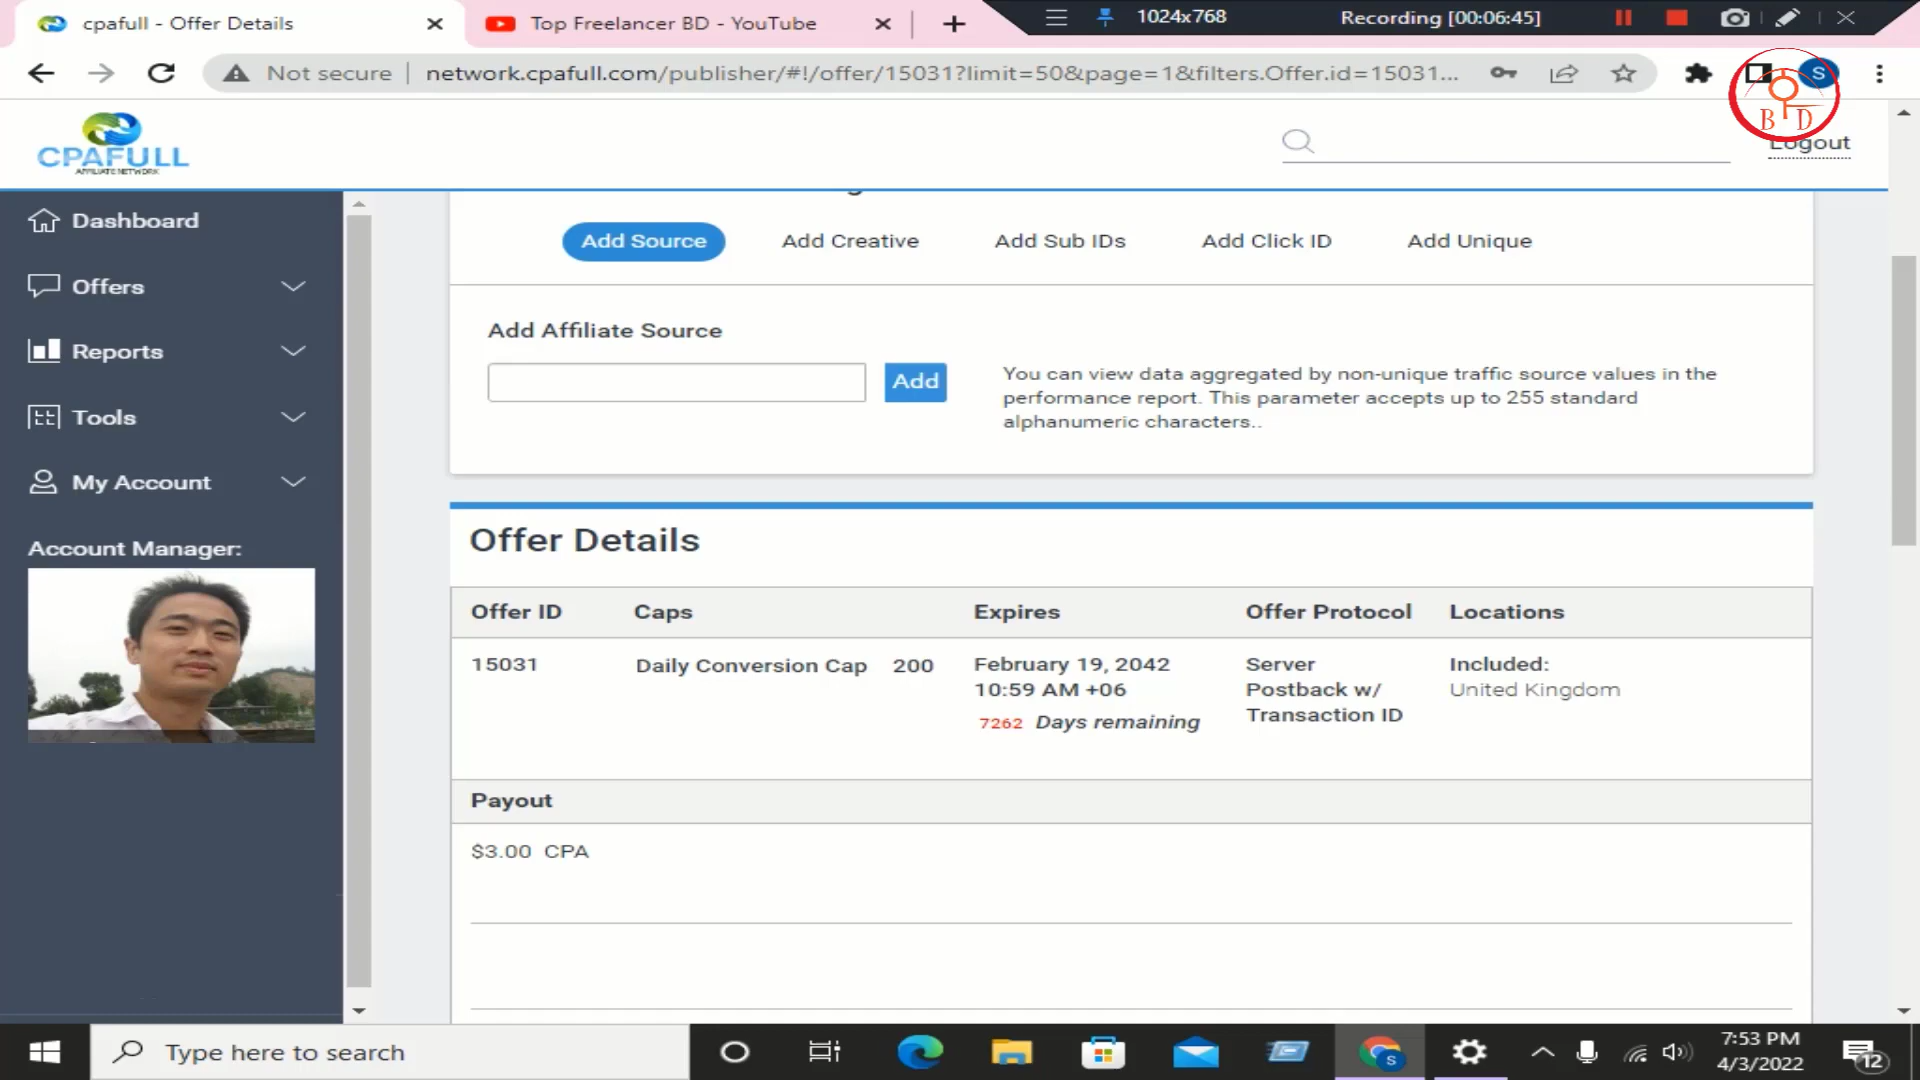 cpafull - Offer Details
Top Freelancer BD - YouTube
1024x768
Recording [00:06:45]
Not secure
network.cpafull.com/publisher/#!/offer/15031?limit=50&page=1&filters.Offer.id=15031...
S
B D
CPAFULL
AFFILIATE NETWORK
Logout
Dashboard
Offers
Reports
Tools
My Account
Account Manager:
Add Source
Add Creative
Add Sub IDs
Add Click ID
Add Unique
Add Affiliate Source
Add
You can view data aggregated by non-unique traffic source values in the
performance report. This parameter accepts up to 255 standard
alphanumeric characters..
Offer Details
Offer ID Caps Expires Offer Protocol Locations
15031 Daily Conversion Cap 200 February 19, 2042 Server Included:
10:59 AM +06 Postback w/ United Kingdom
7262 Days remaining Transaction ID
Payout
$3.00 CPA
Type here to search
S
7:53 PM
4/3/2022
12